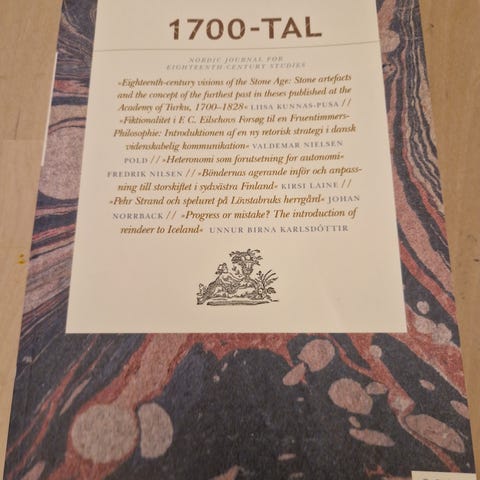 1700-TAL
NORDIC JOURNAL FOR
EIGHTEENTH-CENTURY STUDIES
»Eighteenth-century visions of the Stone Age: Stone artefacts
and the concept of the farthest past in theses published at the
Academy of Turku, 1700–1828« LIISA KUNNAS-PUSA //
»Fiktionalitet i F. C. Eilschovs Forsøg til en Fruentimmers-
Philosophie: Introduktionen af en ny retorisk strategi i dansk
videnskabelig kommunikation« VALDEMAR NIELSEN
POLD // »Heteronomi som forutsetning for autonomi«
FREDRIK NILSEN // »Böndernas agerande inför och anpass-
ning till storskiftet i sydvästra Finland« KIRSI LAINE //
»Pehr Strand och speluret på Lövstabruks herrgård« JOHAN
NORRBACK // »Progress or mistake? The introduction of
reindeer to Iceland« UNNUR BIRNA KARLSDÓTTIR